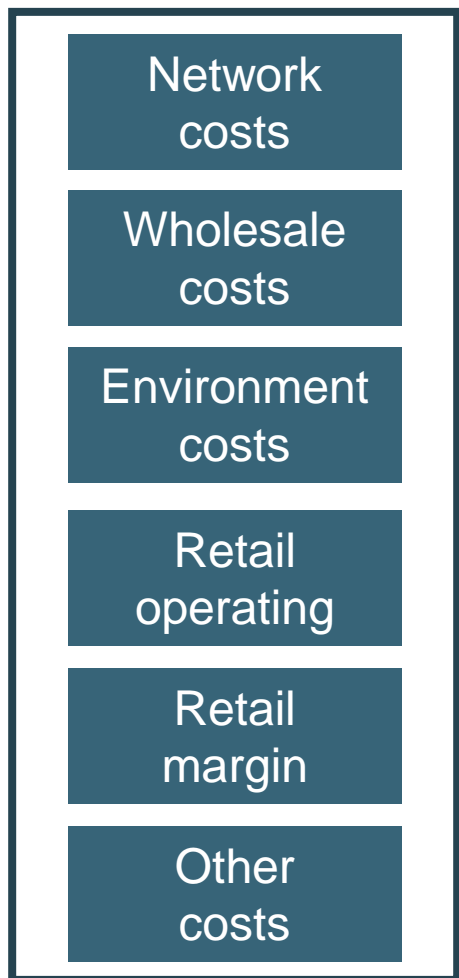 Network
costs
Wholesale
costs
Environment
costs
Retail
operating
Retail
margin
Other
costs